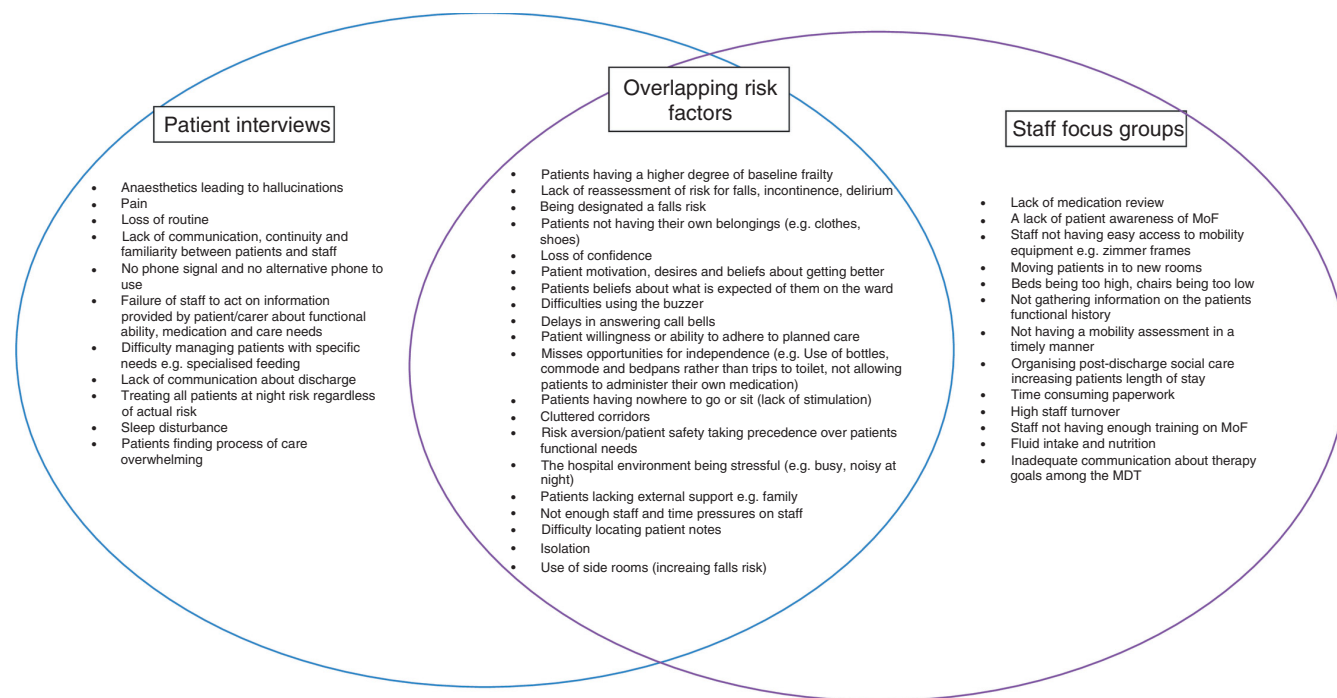 Patient interviews
• Anaesthetics leading to hallucinations
• Pain
• Loss of routine
• Lack of communication, continuity and
familiarity between patients and staff
• No phone signal and no alternative phone to
use
• Failure of staff to act on information
provided by patient/carer about functional
ability, medication and care needs
• Difficulty managing patients with specific
needs e.g. specialised feeding
• Lack of communication about discharge
• Treating all patients at night risk regardless
of actual risk
• Sleep disturbance
• Patients finding process of care
overwhelming
Overlapping risk
factors
• Patients having a higher degree of baseline frailty
• Lack of reassessment of risk for falls, incontinence, delirium
• Being designated a falls risk
• Patients not having their own belongings (e.g. clothes,
shoes)
• Loss of confidence
• Patient motivation, desires and beliefs about getting better
• Patients beliefs about what is expected of them on the ward
• Difficulties using the buzzer
• Delays in answering call bells
• Patient willingness or ability to adhere to planned care
• Misses opportunities for independence (e.g. Use of bottles,
commode and bedpans rather than trips to toilet, not allowing
patients to administer their own medication)
• Patients having nowhere to go or sit (lack of stimulation)
• Cluttered corridors
• Risk aversion/patient safety taking precedence over patients
functional needs
• The hospital environment being stressful (e.g. busy, noisy at
night)
• Patients lacking external support e.g. family
• Not enough staff and time pressures on staff
• Difficulty locating patient notes
• Isolation
• Use of side rooms (increaing falls risk)
Staff focus groups
• Lack of medication review
• A lack of patient awareness of MoF
• Staff not having easy access to mobility
equipment e.g. zimmer frames
• Moving patients in to new rooms
• Beds being too high, chairs being too low
• Not gathering information on the patients
functional history
• Not having a mobility assessment in a
timely manner
• Organising post-discharge social care
increasing patients length of stay
• Time consuming paperwork
• High staff turnover
• Staff not having enough training on MoF
• Fluid intake and nutrition
• Inadequate communication about therapy
goals among the MDT